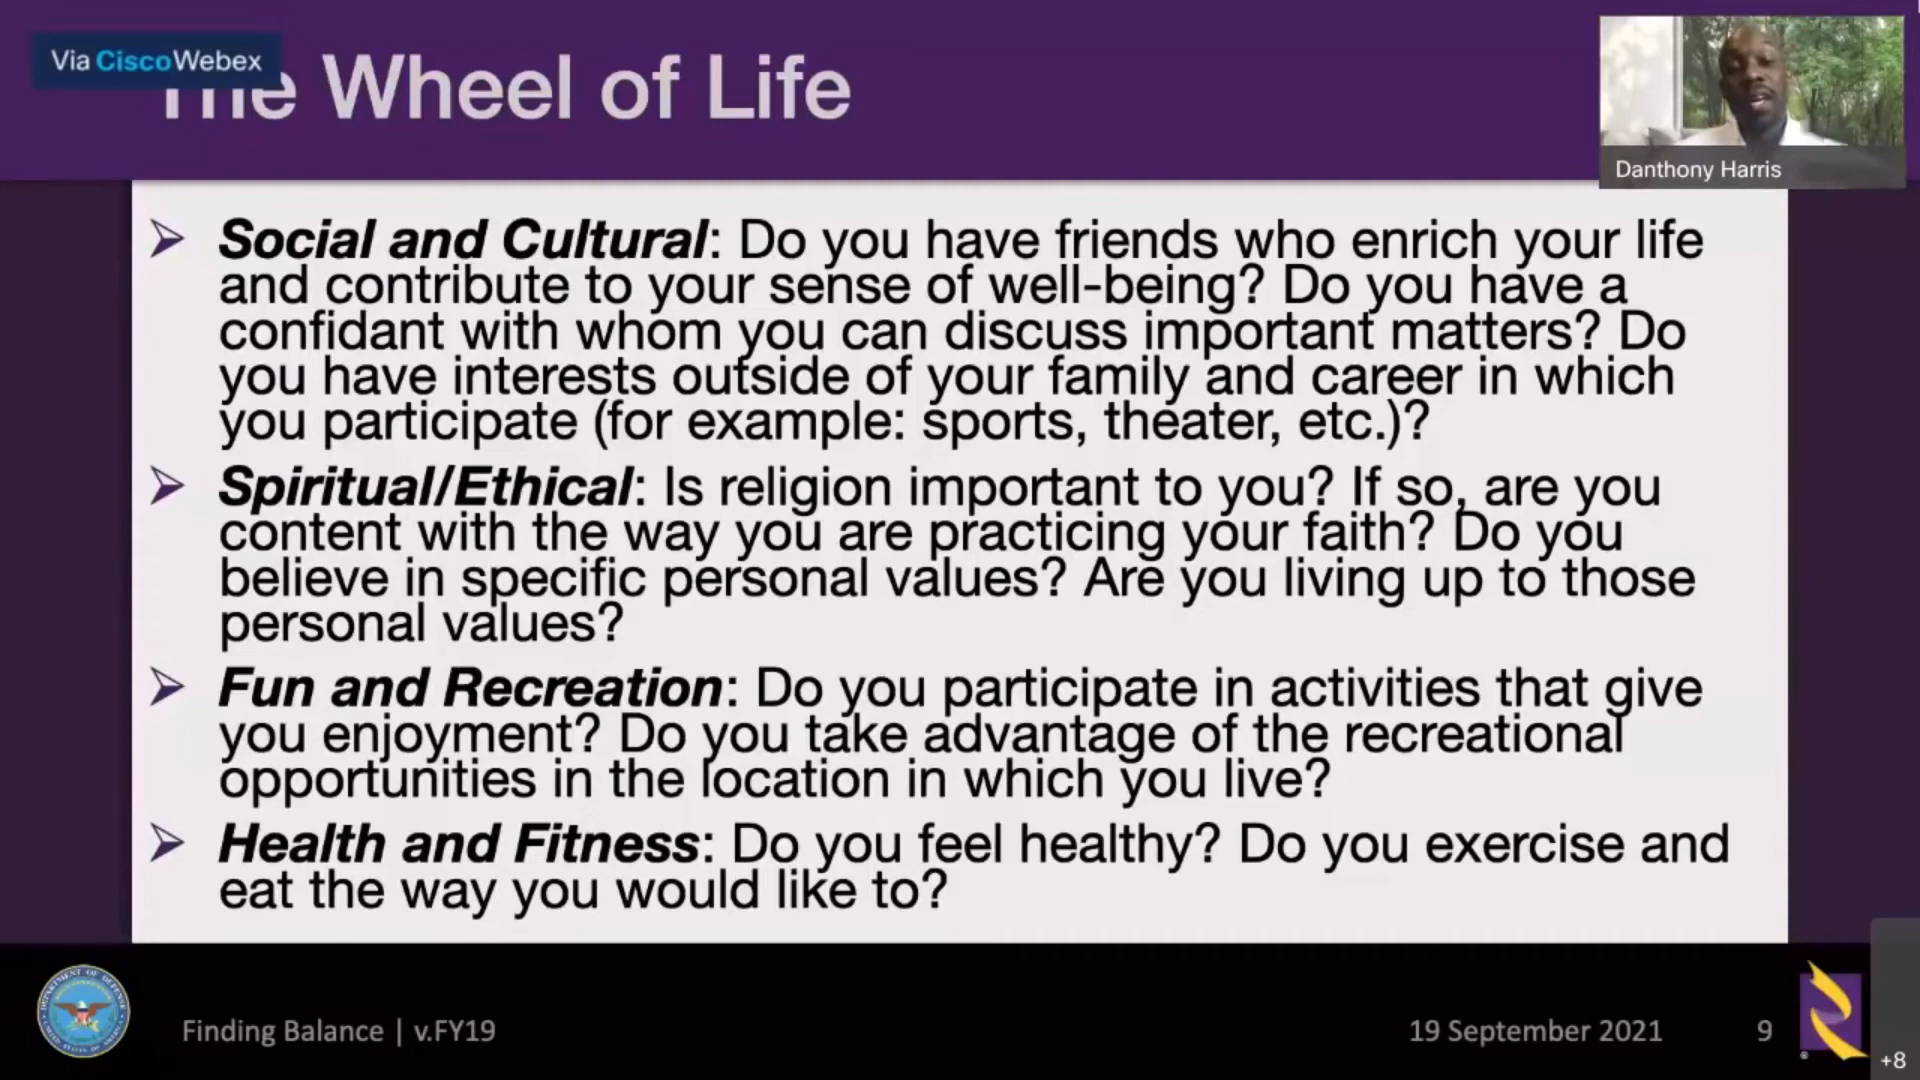 Via CiscoWebex
The Wheel of Life
Danthony Harris
Social and Cultural: Do you have friends who enrich your life
and contribute to your sense of well-being? Do you have a
confidant with whom you can discuss important matters? Do
you have interests outside of your family and career in which
you participate (for example: sports, theater, etc.)?
Spiritual/Ethical: Is religion important to you? If so, are you
content with the way you are practicing your faith? Do you
believe in specific personal values? Are you living up to those
personal values?
Fun and Recreation: Do you participate in activities that give
you enjoyment? Do you take advantage of the recreational
opportunities in the location in which you live?
Health and Fitness: Do you feel healthy? Do you exercise and
eat the way you would like to?
DEPARTMENT OF DEFENSE
UNITED STATES OF AMERICA
Finding Balance | v.FY19
19 September 2021
9
®
+8